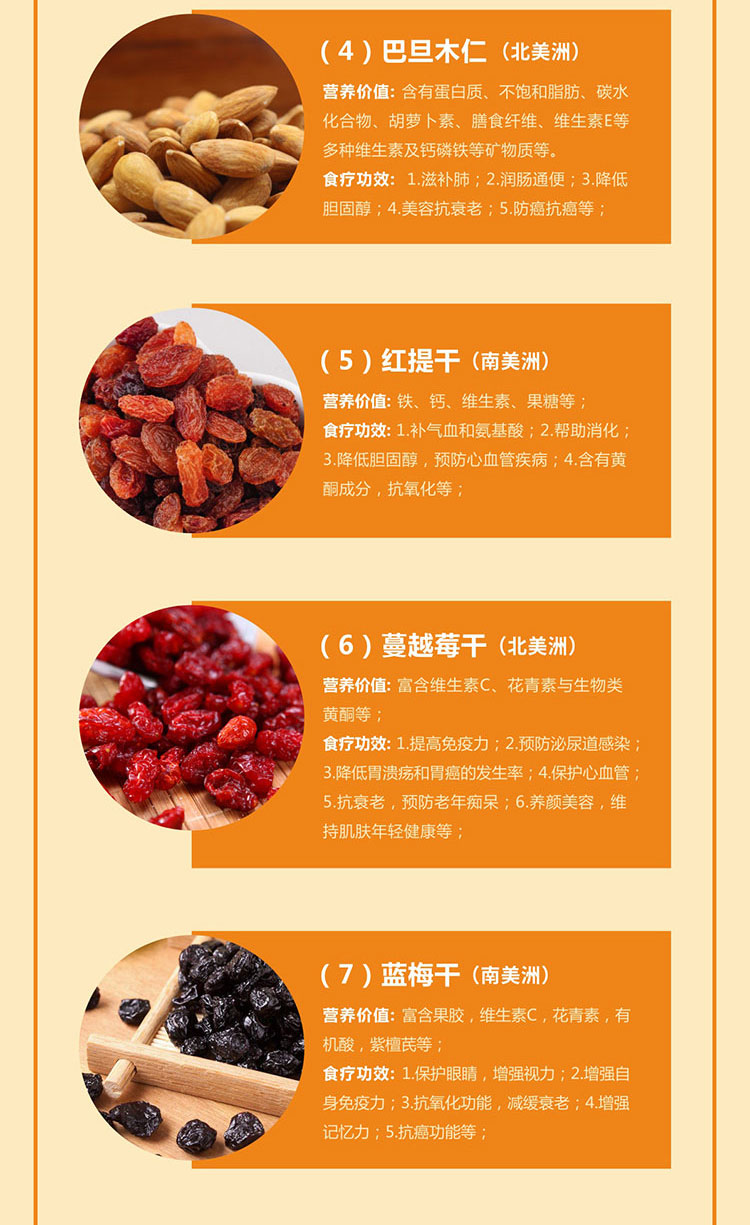 （4）巴旦木仁（北美洲）
营养价值: 含有蛋白质、不饱和脂肪、碳水
化合物、胡萝卜素、膳食纤维、维生素E等
多种维生素及钙磷铁等矿物质等。
食疗功效: 1.滋补肺；2.润肠通便；3.降低
胆固醇；4.美容抗衰老；5.防癌抗癌等；
（5）红提干（南美洲）
营养价值: 铁、钙、维生素、果糖等；
食疗功效: 1.补气血和氨基酸；2.帮助消化；
3.降低胆固醇，预防心血管疾病；4.含有黄
酮成分，抗氧化等；
（6）蔓越莓干（北美洲）
营养价值: 富含维生素C、花青素与生物类
黄酮等；
食疗功效: 1.提高免疫力；2.预防泌尿道感染；
3.降低胃溃疡和胃癌的发生率；4.保护心血管；
5.抗衰老，预防老年痴呆；6.养颜美容，维
持肌肤年轻健康等；
（7）蓝梅干（南美洲）
营养价值: 富含果胶，维生素C，花青素，有
机酸，紫檀芪等；
食疗功效: 1.保护眼睛，增强视力；2.增强自
身免疫力；3.抗氧化功能，减缓衰老；4.增强
记忆力；5.抗癌功能等；